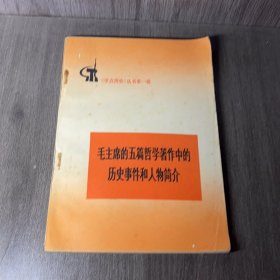 《学点历史》丛书第一辑
毛主席的五篇哲学著作中的
历史事件和人物简介